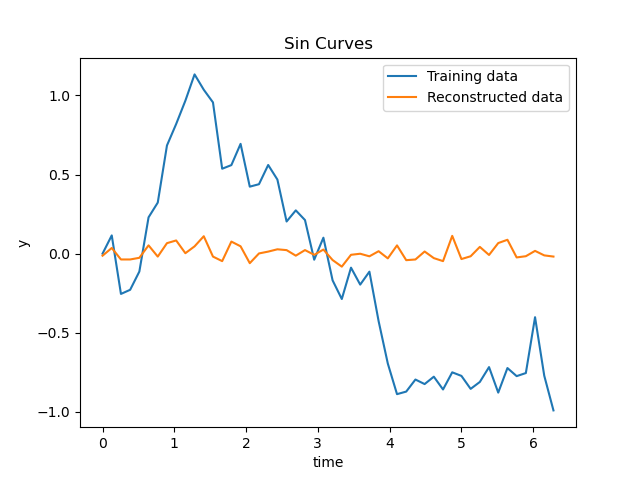 Sin Curves
Training data
Reconstructed data
1.0
0.5
0.0
−0.5
−1.0
y
0 1 2 3 4 5 6
time